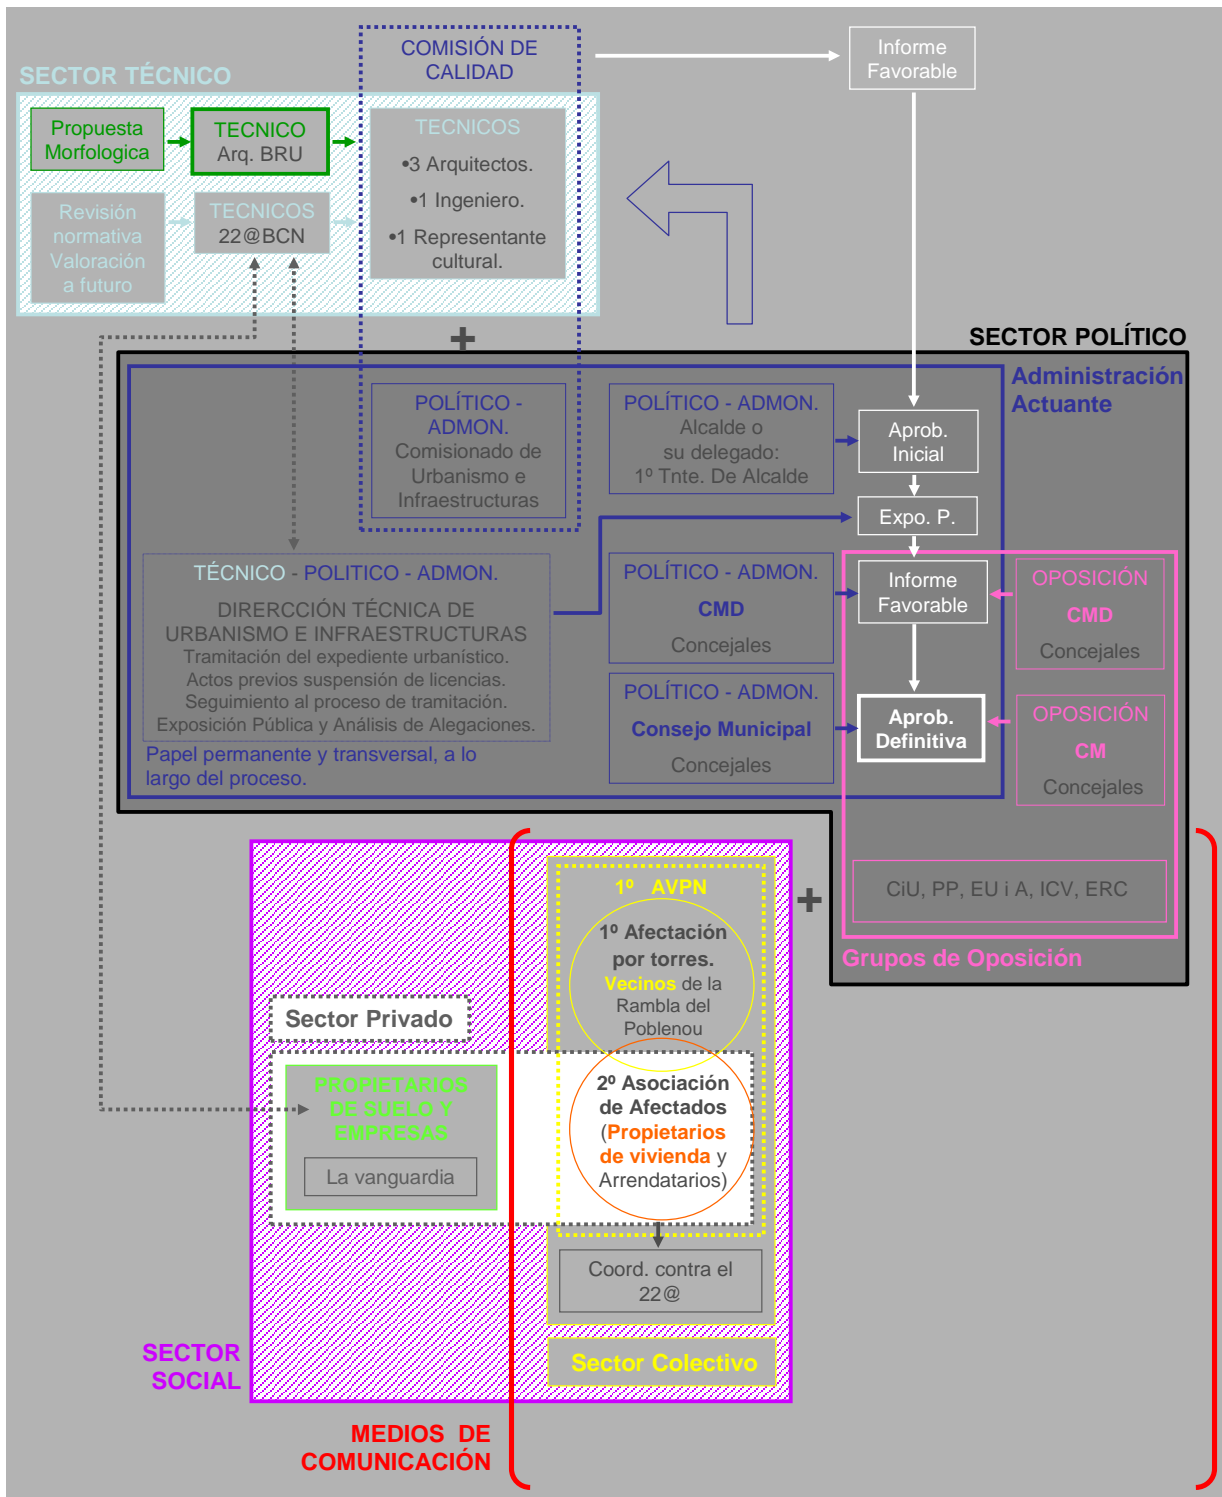 COMISIÓN DE
CALIDAD
Informe
Favorable
SECTOR TÉCNICO
Propuesta
Morfologica
TECNICO
Arq. BRU
TECNICOS
•3 Arquitectos.
•1 Ingeniero.
•1 Representante
cultural.
Revisión
normativa
Valoración
a futuro
TECNICOS
22@BCN
+
SECTOR POLÍTICO
Administración
Actuante
POLÍTICO -
ADMON.
Comisionado de
Urbanismo e
Infraestructuras
POLÍTICO - ADMON.
Alcalde o
su delegado:
1º Tnte. De Alcalde
Aprob.
Inicial
Expo. P.
TÉCNICO - POLITICO - ADMON.
DIRERCCIÓN TÉCNICA DE
URBANISMO E INFRAESTRUCTURAS
Tramitación del expediente urbanístico.
Actos previos suspensión de licencias.
Seguimiento al proceso de tramitación.
Exposición Pública y Análisis de Alegaciones.
Papel permanente y transversal, a lo
largo del proceso.
POLÍTICO - ADMON.
CMD
Concejales
Informe
Favorable
OPOSICIÓN
CMD
Concejales
POLÍTICO - ADMON.
Consejo Municipal
Concejales
Aprob.
Definitiva
OPOSICIÓN
CM
Concejales
CiU, PP, EU i A, ICV, ERC
Grupos de Oposición
+
1º AVPN
1º Afectación
por torres.
Vecinos de la
Rambla del
Poblenou
Sector Privado
PROPIETARIOS
DE SUELO Y
EMPRESAS
La vanguardia
2º Asociación
de Afectados
(Propietarios
de vivienda y
Arrendatarios)
Coord. contra el
22@
Sector Colectivo
SECTOR
SOCIAL
MEDIOS DE
COMUNICACIÓN